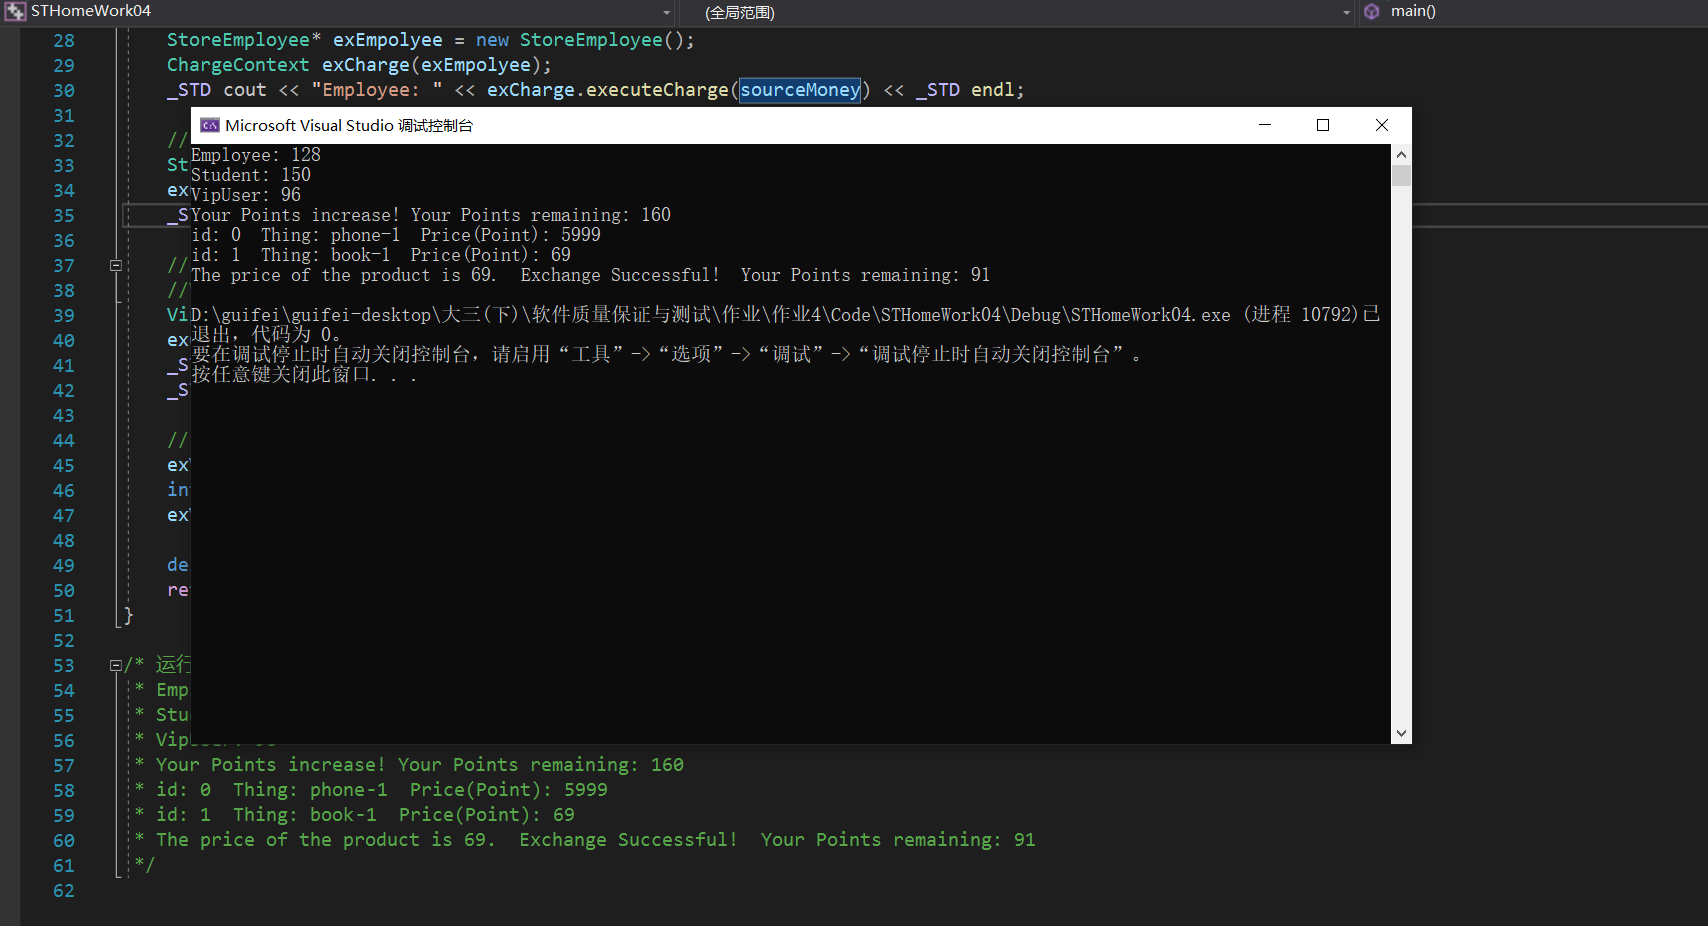 STHomeWork04 (全局范围) main()
28 StoreEmployee* exEmpolyee = new StoreEmployee();
29 ChargeContext exCharge(exEmpolyee);
30 _STD cout << "Employee: " << exCharge.executeCharge(sourceMoney) << _STD endl;
31
Microsoft Visual Studio 调试控制台
32 //
33 St
34 ex
35 _S
36
37 //
38 //
39 Vi
40 ex
41 _S
42 _S
43
44 //
45 ex
46 in
47 ex
48
49 de
50 re
51 }
52
Employee: 128
Student: 150
VipUser: 96
Your Points increase! Your Points remaining: 160
id: 0  Thing: phone-1  Price(Point): 5999
id: 1  Thing: book-1  Price(Point): 69
The price of the product is 69.  Exchange Successful!  Your Points remaining: 91
D:\guifei\guifei-desktop\大三(下)\软件质量保证与测试\作业\作业4\Code\STHomeWork04\Debug\STHomeWork04.exe (进程 10792)已
退出，代码为 0。
要在调试停止时自动关闭控制台，请启用“工具”->“选项”->“调试”->“调试停止时自动关闭控制台”。
按任意键关闭此窗口. . .
53 /* 运行
54 * Emp
55 * Stu
56 * Vip
57 * Your Points increase! Your Points remaining: 160
58 * id: 0  Thing: phone-1  Price(Point): 5999
59 * id: 1  Thing: book-1  Price(Point): 69
60 * The price of the product is 69.  Exchange Successful!  Your Points remaining: 91
61 */
62